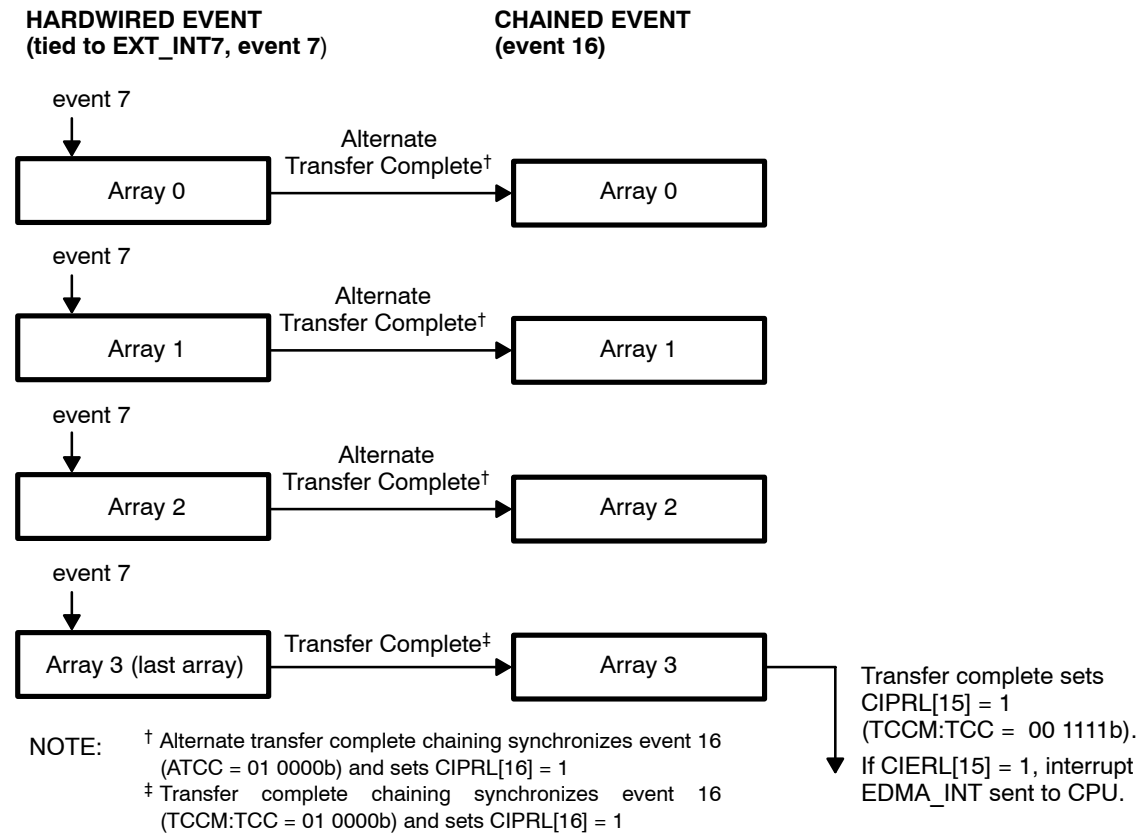 HARDWIRED EVENT
(tied to EXT_INT7, event 7)
CHAINED EVENT
(event 16)
event 7
Alternate
Transfer Complete†
Array 0
Array 0
event 7
Alternate
Transfer Complete†
Array 1
Array 1
event 7
Alternate
Transfer Complete†
Array 2
Array 2
event 7
Transfer Complete‡
Array 3 (last array)
Array 3
Transfer complete sets
CIPRL[15] = 1
(TCCM:TCC = 00 1111b).
If CIERL[15] = 1, interrupt
EDMA_INT sent to CPU.
NOTE:
† Alternate transfer complete chaining synchronizes event 16
(ATCC = 01 0000b) and sets CIPRL[16] = 1
‡ Transfer complete chaining synchronizes event 16
(TCCM:TCC = 01 0000b) and sets CIPRL[16] = 1